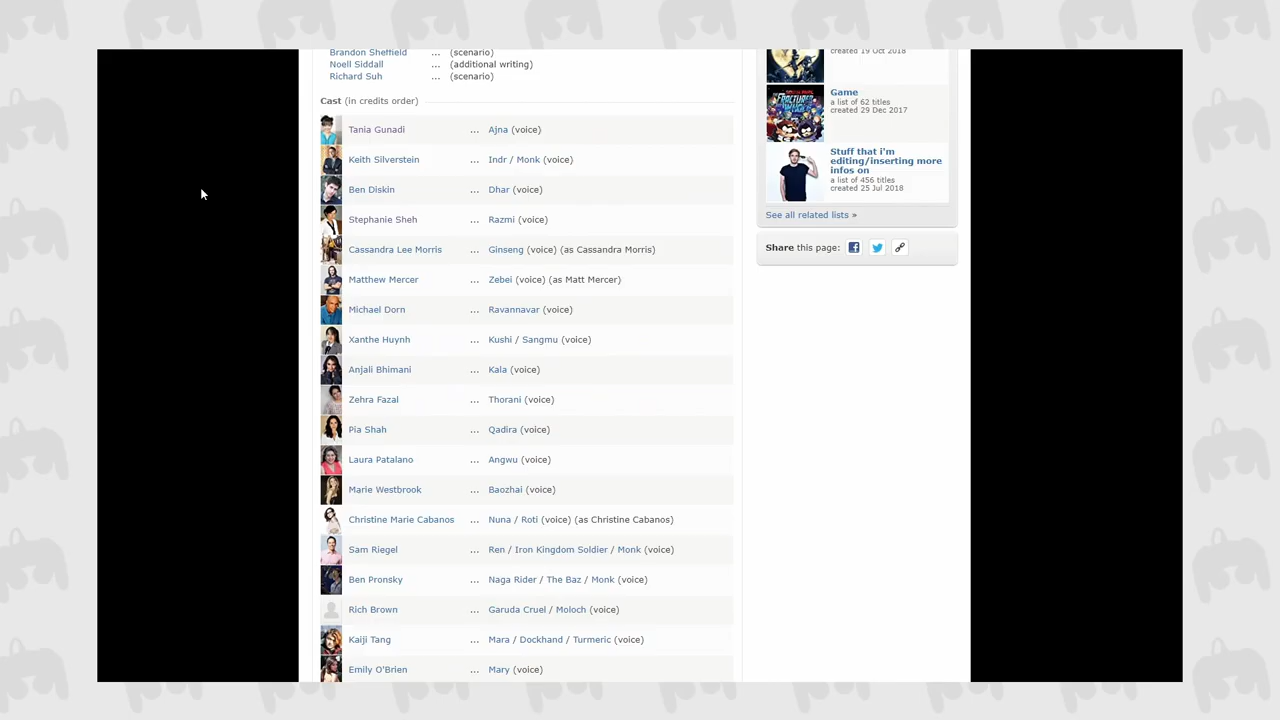 Brandon Sheffield ... (scenario)
Noell Siddall ... (additional writing)
Richard Suh ... (scenario)
Cast (in credits order)
Tania Gunadi ... Ajna (voice)
Keith Silverstein ... Indr / Monk (voice)
Ben Diskin ... Dhar (voice)
Stephanie Sheh ... Razmi (voice)
Cassandra Lee Morris ... Ginseng (voice) (as Cassandra Morris)
Matthew Mercer ... Zebei (voice) (as Matt Mercer)
Michael Dorn ... Ravannavar (voice)
Xanthe Huynh ... Kushi / Sangmu (voice)
Anjali Bhimani ... Kala (voice)
Zehra Fazal ... Thorani (voice)
Pia Shah ... Qadira (voice)
Laura Patalano ... Angwu (voice)
Marie Westbrook ... Baozhai (voice)
Christine Marie Cabanos ... Nuna / Roti (voice) (as Christine Cabanos)
Sam Riegel ... Ren / Iron Kingdom Soldier / Monk (voice)
Ben Pronsky ... Naga Rider / The Baz / Monk (voice)
Rich Brown ... Garuda Cruel / Moloch (voice)
Kaiji Tang ... Mara / Dockhand / Turmeric (voice)
Emily O'Brien ... Mary (voice)
created 19 Oct 2018
Game
a list of 62 titles
created 29 Dec 2017
Stuff that i'm
editing/inserting more
infos on
a list of 456 titles
created 25 Jul 2018
See all related lists »
Share this page: